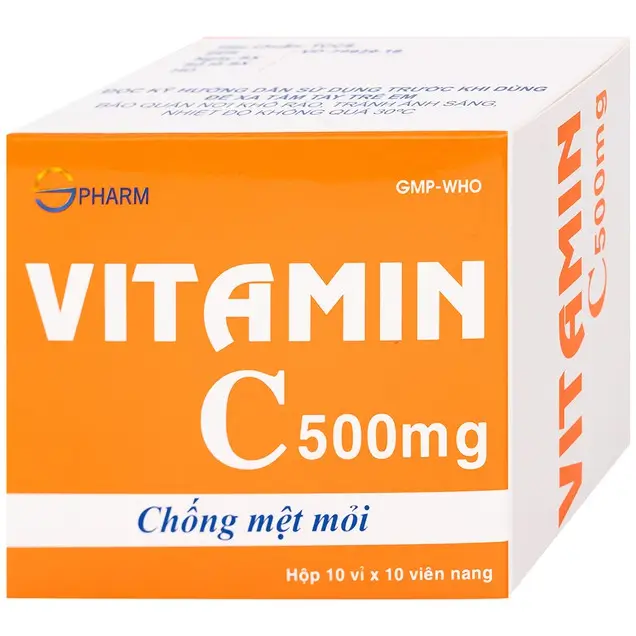 ĐỌC KỸ HƯỚNG DẪN SỬ DỤNG TRƯỚC KHI DÙNG
ĐỂ XA TẦM TAY TRẺ EM
BẢO QUẢN NƠI KHÔ RÁO, TRÁNH ÁNH SÁNG,
NHIỆT ĐỘ KHÔNG QUÁ 30°C
PHARM
GMP-WHO
VITAMIN
C 500mg
Chống mệt mỏi
Hộp 10 vỉ x 10 viên nang
VITAMIN
C 500mg